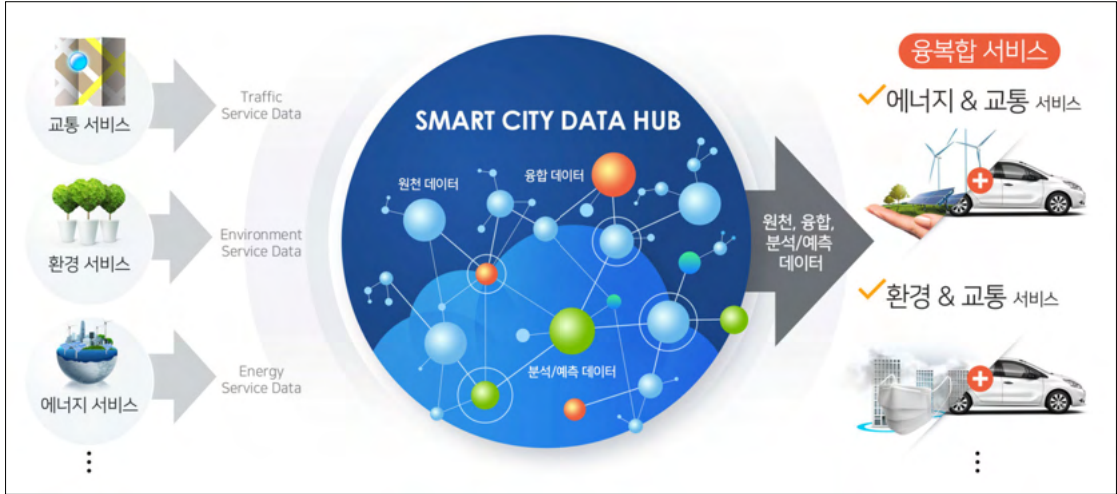 교통 서비스
Traffic
Service Data
환경 서비스
Environment
Service Data
에너지 서비스
Energy
Service Data
SMART CITY DATA HUB
원천 데이터
융합 데이터
분석/예측 데이터
원천, 융합,
분석/예측
데이터
융복합 서비스
에너지 & 교통 서비스
환경 & 교통 서비스